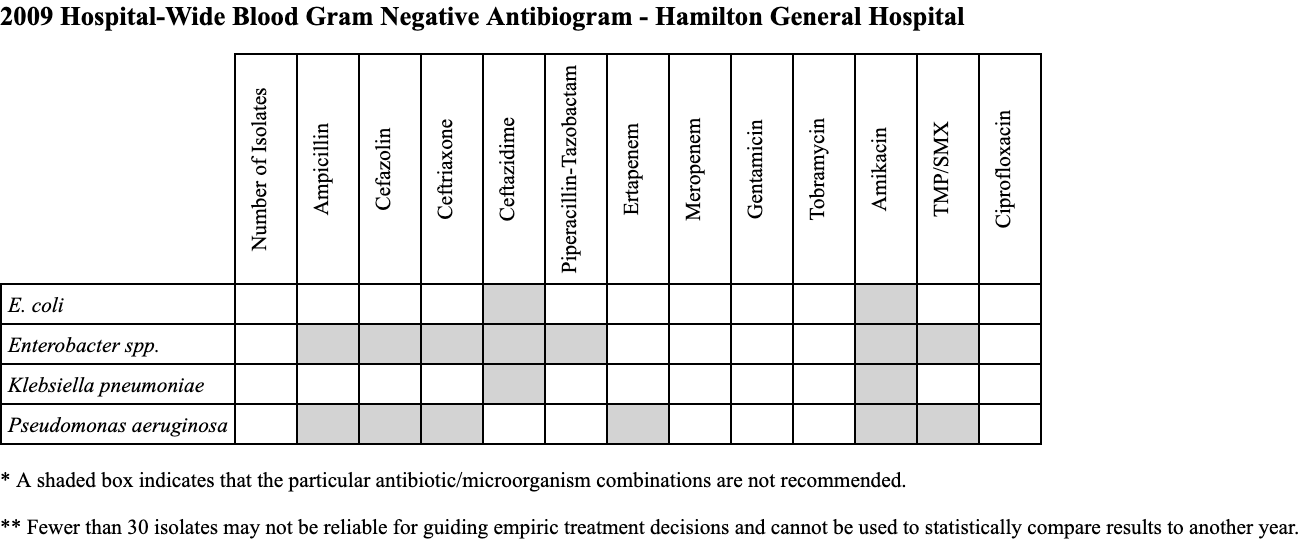 2009 Hospital-Wide Blood Gram Negative Antibiogram - Hamilton General Hospital
Number of Isolates
Ampicillin
Cefazolin
Ceftriaxone
Ceftazidime
Piperacillin-Tazobactam
Ertapenem
Meropenem
Gentamicin
Tobramycin
Amikacin
TMP/SMX
Ciprofloxacin
E. coli
Enterobacter spp.
Klebsiella pneumoniae
Pseudomonas aeruginosa
* A shaded box indicates that the particular antibiotic/microorganism combinations are not recommended.
** Fewer than 30 isolates may not be reliable for guiding empiric treatment decisions and cannot be used to statistically compare results to another year.